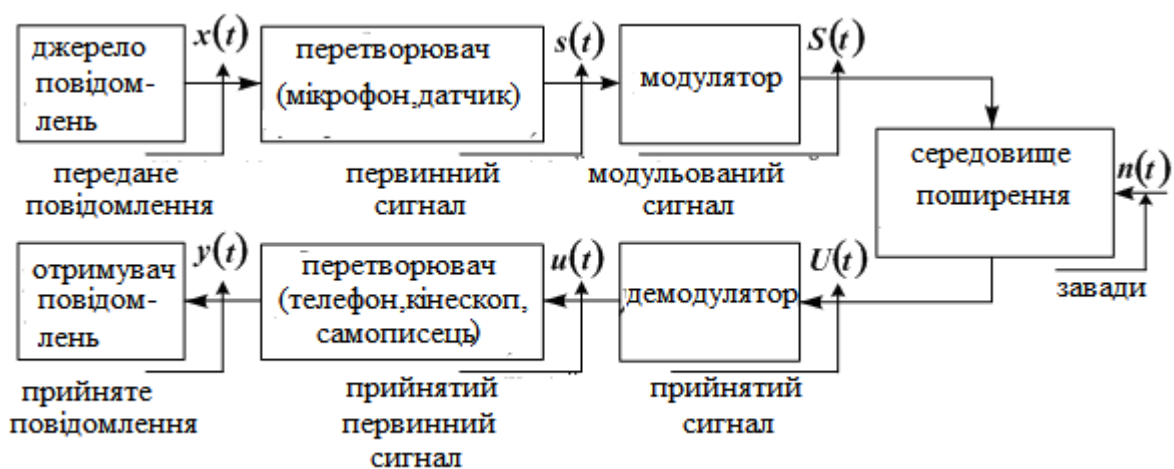 джерело
повідом-
лень
x(t)
перетворювач
(мікрофон,датчик)
s(t)
модулятор
S(t)
передане
повідомлення
первинний
сигнал
модульований
сигнал
середовище
поширення
n(t)
завади
отримувач
повідом-
лень
y(t)
перетворювач
(телефон,кінескоп,
самописець)
u(t)
демодулятор
U(t)
прийняте
повідомлення
прийнятий
первинний
сигнал
прийнятий
сигнал